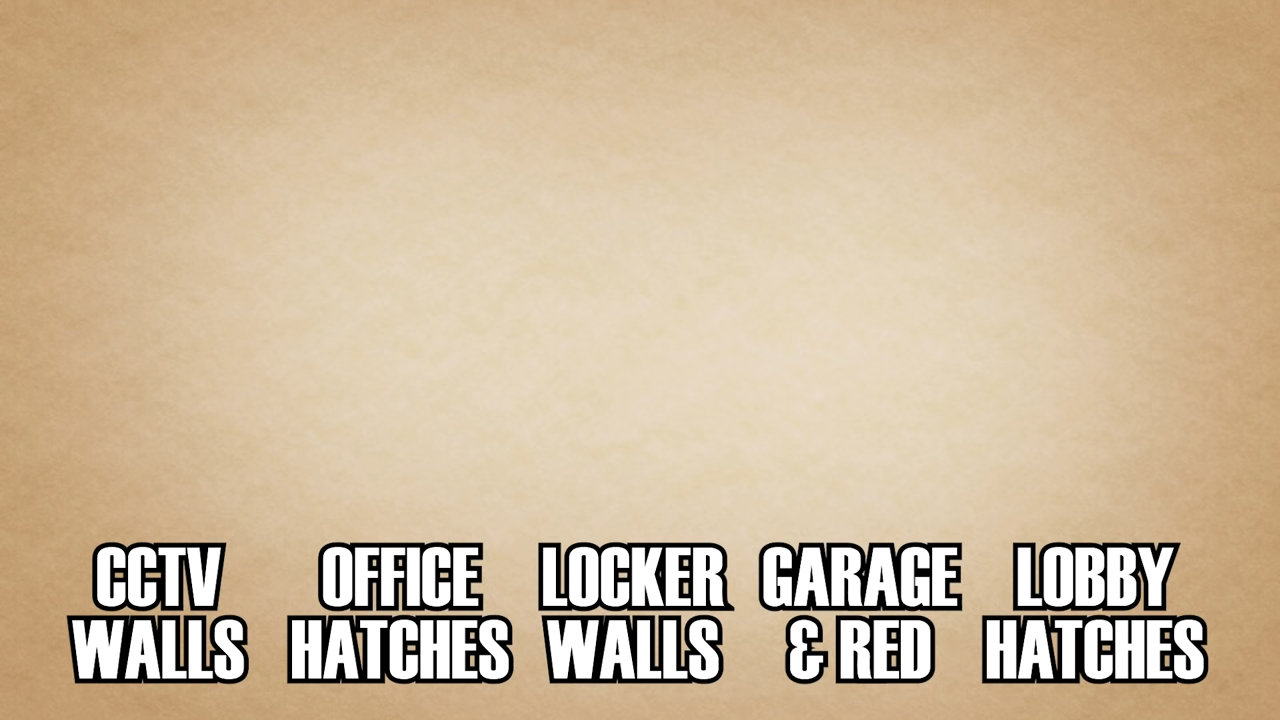 CCTV
WALLS
OFFICE
HATCHES
LOCKER
WALLS
GARAGE
& RED
LOBBY
HATCHES